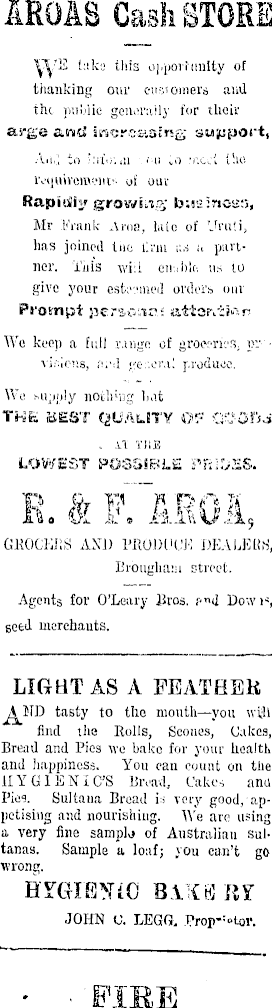 AROAS Cash STORE
WE take this opportunity of
thanking our customers and
the public generally for their
arge and increasing support,
And to inform you to meet the
requirements of our
Rapidly growing business,
Mr Frank Aroa, late of Uruti,
has joined the firm as a part-
ner. This will enable us to
give your esteemed orders our
Prompt personal attention
We keep a full range of groceries, pro-
visions, and general produce.
We supply nothing but
THE BEST QUALITY OF GOODS
AT THE
LOWEST POSSIBLE PRICES.
R. & F. AROA,
GROCERS AND PRODUCE DEALERS,
Brougham street.
Agents for O'Leary Bros. and Downs,
seed merchants.
LIGHT AS A FEATHER
AND tasty to the mouth—you will
find the Rolls, Scones, Cakes,
Bread and Pies we bake for your health
and happiness. You can count on the
HYGIENIC'S Bread, Cakes and
Pies. Sultana Bread is very good, ap-
petising and nourishing. We are using
a very fine sample of Australian sul-
tanas. Sample a loaf; you can't go
wrong.
HYGIENIC BAKERY
JOHN C. LEGG, Proprietor.
FIRE